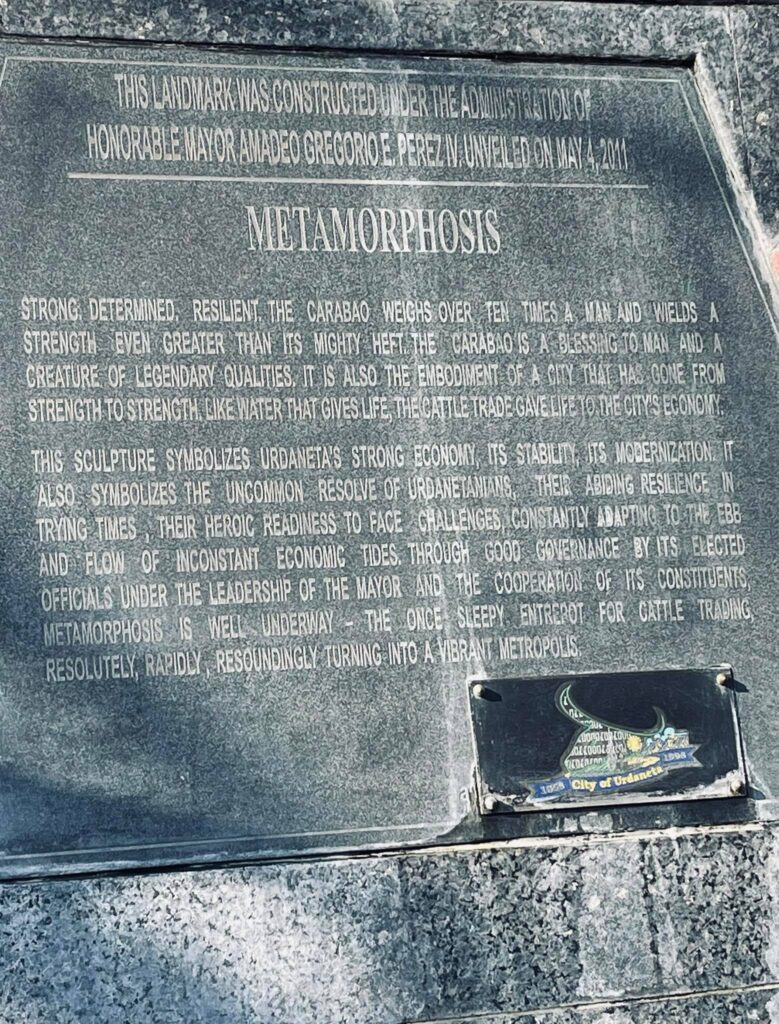 THIS LANDMARK WAS CONSTRUCTED UNDER THE ADMINISTRATION OF
HONORABLE MAYOR AMADEO GREGORIO E. PEREZ IV. UNVEILED ON MAY 4, 2011
METAMORPHOSIS
STRONG. DETERMINED. RESILIENT. THE CARABAO WEIGHS OVER TEN TIMES A MAN AND WIELDS A
STRENGTH EVEN GREATER THAN ITS MIGHTY HEFT. THE CARABAO IS A BLESSING TO MAN AND A
CREATURE OF LEGENDARY QUALITIES. IT IS ALSO THE EMBODIMENT OF A CITY THAT HAS GONE FROM
STRENGTH TO STRENGTH. LIKE WATER THAT GIVES LIFE, THE CATTLE TRADE GAVE LIFE TO THE CITY'S ECONOMY.
THIS SCULPTURE SYMBOLIZES URDANETA'S STRONG ECONOMY, ITS STABILITY, ITS MODERNIZATION. IT
ALSO SYMBOLIZES THE UNCOMMON RESOLVE OF URDANETANIANS, THEIR ABIDING RESILIENCE IN
TRYING TIMES , THEIR HEROIC READINESS TO FACE CHALLENGES, CONSTANTLY ADAPTING TO THE EBB
AND FLOW OF INCONSTANT ECONOMIC TIDES. THROUGH GOOD GOVERNANCE BY ITS ELECTED
OFFICIALS UNDER THE LEADERSHIP OF THE MAYOR AND THE COOPERATION OF ITS CONSTITUENTS,
METAMORPHOSIS IS WELL UNDERWAY – THE ONCE SLEEPY ENTREPOT FOR CATTLE TRADING,
RESOLUTELY, RAPIDLY , RESOUNDINGLY TURNING INTO A VIBRANT METROPOLIS.
1858 City of Urdaneta 1998